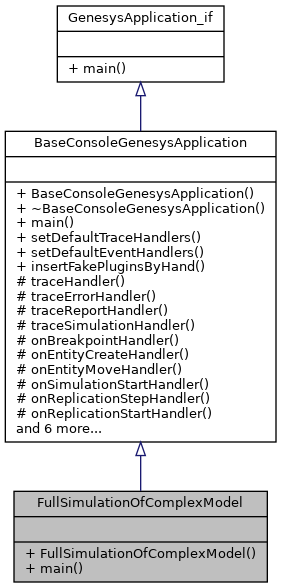 GenesysApplication_if
+ main()
BaseConsoleGenesysApplication
+ BaseConsoleGenesysApplication()
+ ~BaseConsoleGenesysApplication()
+ main()
+ setDefaultTraceHandlers()
+ setDefaultEventHandlers()
+ insertFakePluginsByHand()
# traceHandler()
# traceErrorHandler()
# traceReportHandler()
# traceSimulationHandler()
# onBreakpointHandler()
# onEntityCreateHandler()
# onEntityMoveHandler()
# onSimulationStartHandler()
# onReplicationStepHandler()
# onReplicationStartHandler()
and 6 more...
FullSimulationOfComplexModel
+ FullSimulationOfComplexModel()
+ main()